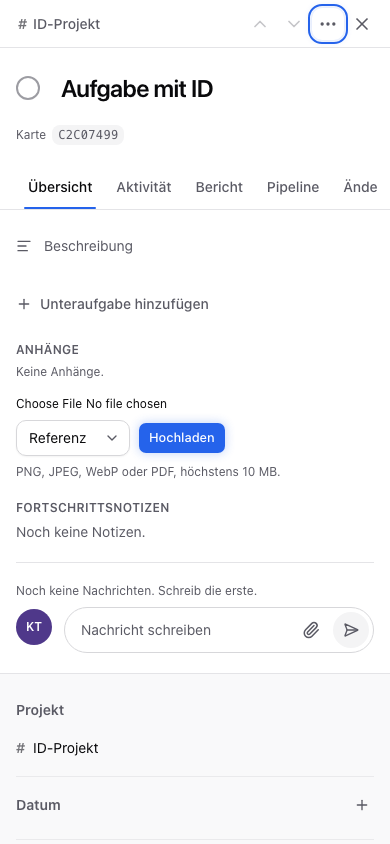 # ID-Projekt
Aufgabe mit ID
Karte C2C07499
Übersicht Aktivität Bericht Pipeline Ände
Beschreibung
+ Unteraufgabe hinzufügen
ANHÄNGE
Keine Anhänge.
Choose File No file chosen
Referenz Hochladen
PNG, JPEG, WebP oder PDF, höchstens 10 MB.
FORTSCHRITTSNOTIZEN
Noch keine Notizen.
Noch keine Nachrichten. Schreib die erste.
KT Nachricht schreiben
Projekt
# ID-Projekt
Datum +